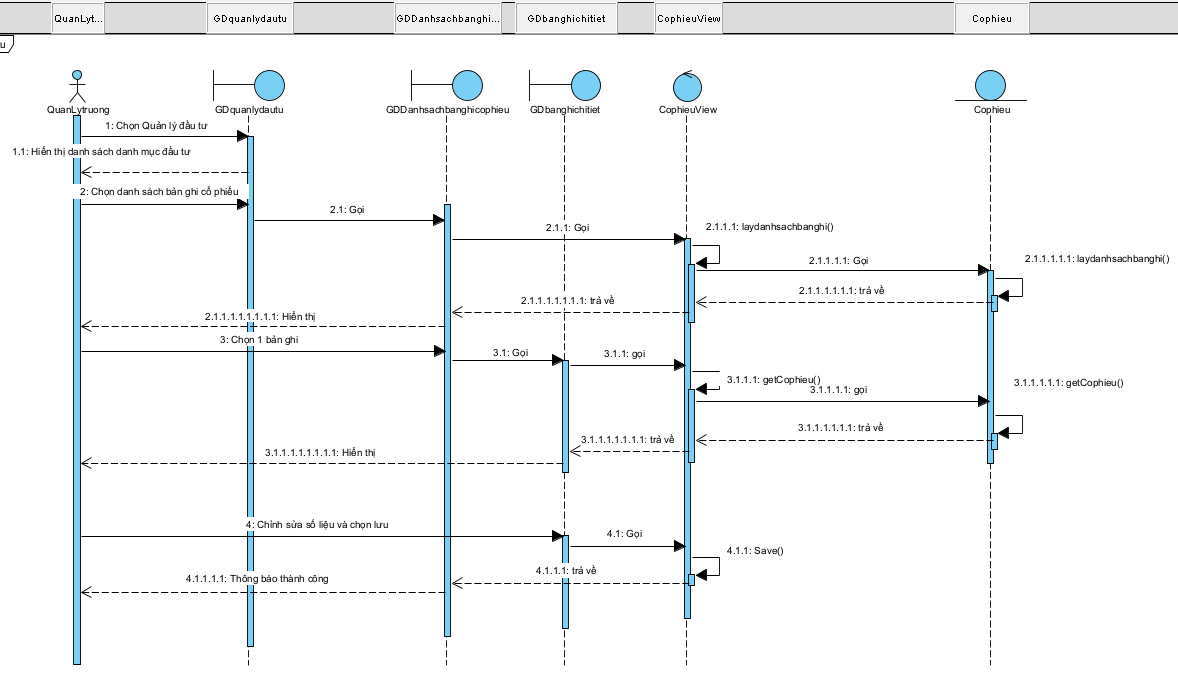 QuanLyt...
GDquanlydautu
GDDanhsachbanghi...
GDbanghichitiet
CophieuView
Cophieu
u
QuanLytruong
GDquanlydautu
GDDanhsachbanghicophieu
GDbanghichitiet
CophieuView
Cophieu
1: Chọn Quản lý đầu tư
1.1: Hiển thị danh sách danh mục đầu tư
2: Chọn danh sách bản ghi cổ phiếu
2.1: Gọi
2.1.1: Gọi
2.1.1.1: laydanhsachbanghi()
2.1.1.1.1: Gọi
2.1.1.1.1.1: laydanhsachbanghi()
2.1.1.1.1.1.1: trả về
2.1.1.1.1.1.1.1: trả về
2.1.1.1.1.1.1.1.1: Hiển thị
3: Chọn 1 bản ghi
3.1: Gọi
3.1.1: gọi
3.1.1.1: getCophieu()
3.1.1.1.1: gọi
3.1.1.1.1.1: getCophieu()
3.1.1.1.1.1.1: trả về
3.1.1.1.1.1.1.1: trả về
3.1.1.1.1.1.1.1.1: Hiển thị
4: Chỉnh sửa số liệu và chọn lưu
4.1: Gọi
4.1.1: Save()
4.1.1.1: trả về
4.1.1.1.1: Thông báo thành công